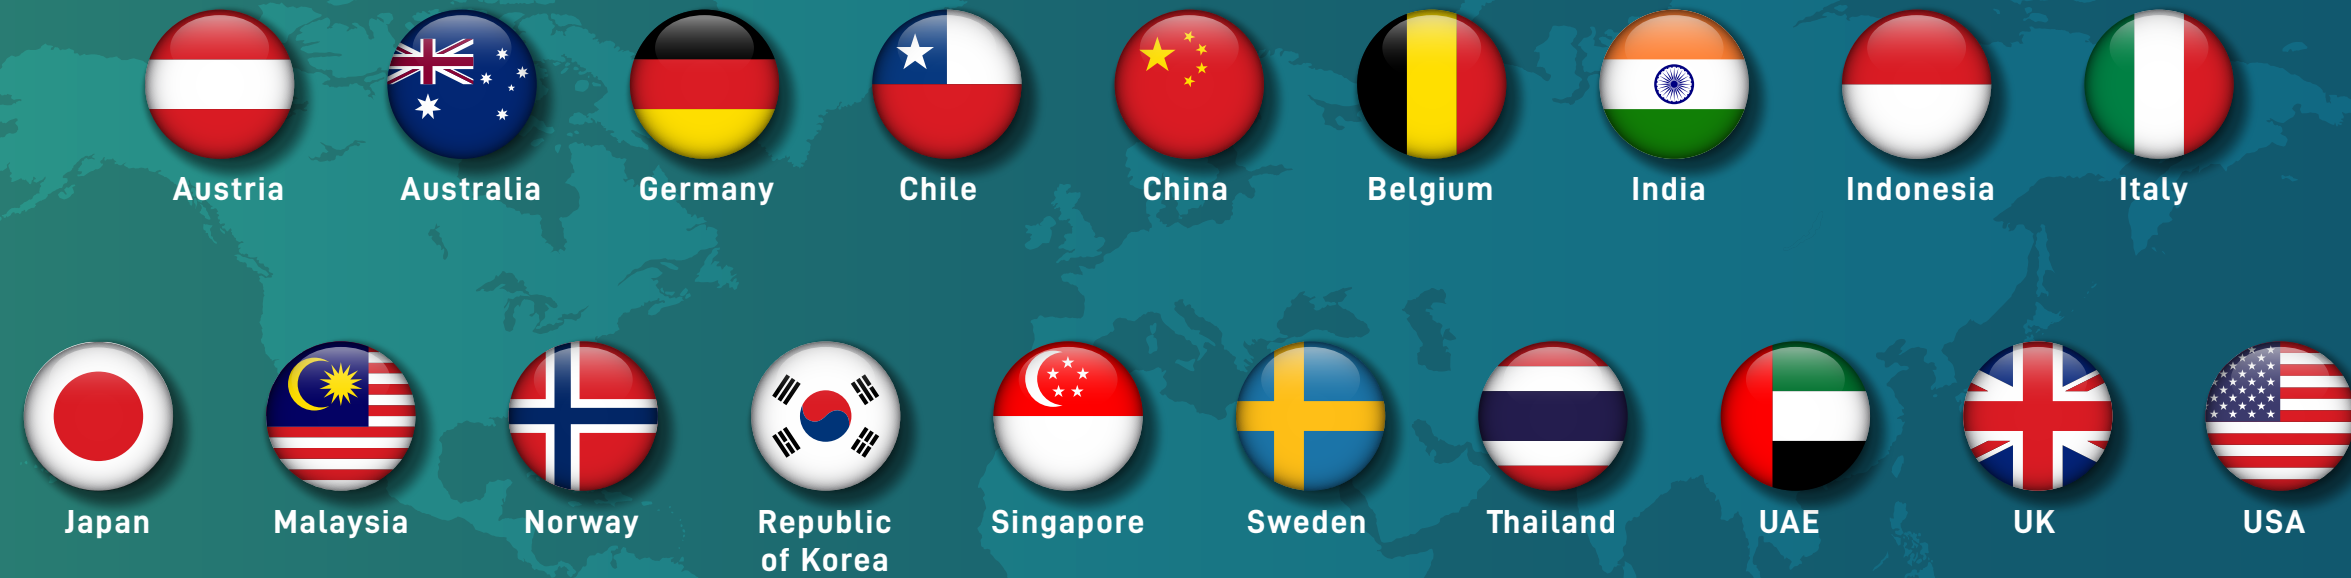 Austria
Australia
Germany
Chile
China
Belgium
India
Indonesia
Italy
Japan
Malaysia
Norway
Republic
of Korea
Singapore
Sweden
Thailand
UAE
UK
USA